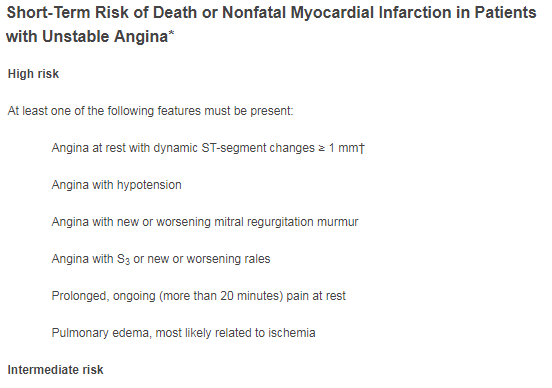 Short-Term Risk of Death or Nonfatal Myocardial Infarction in Patients
with Unstable Angina*
High risk
At least one of the following features must be present:
Angina at rest with dynamic ST-segment changes ≥ 1 mm†
Angina with hypotension
Angina with new or worsening mitral regurgitation murmur
Angina with S3 or new or worsening rales
Prolonged, ongoing (more than 20 minutes) pain at rest
Pulmonary edema, most likely related to ischemia
Intermediate risk